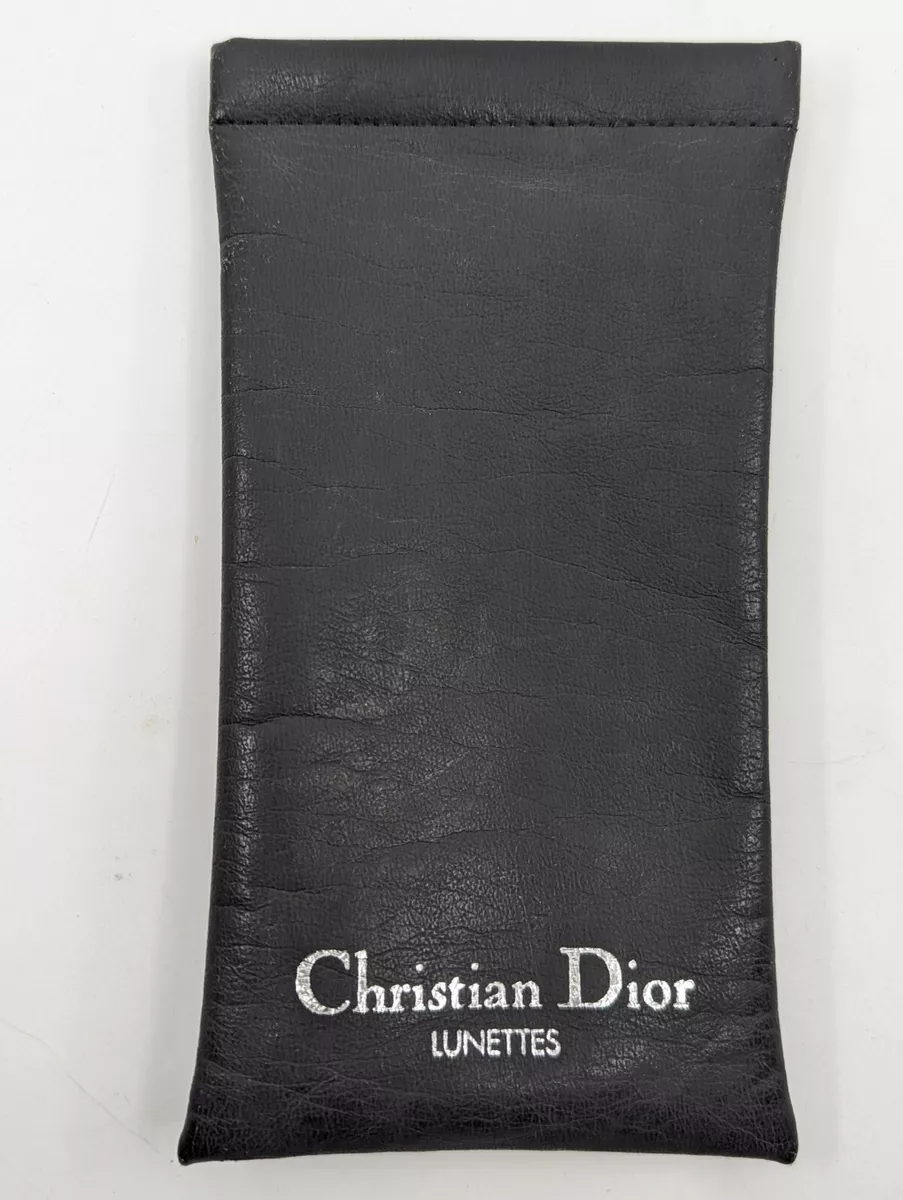 Christian Dior
LUNETTES